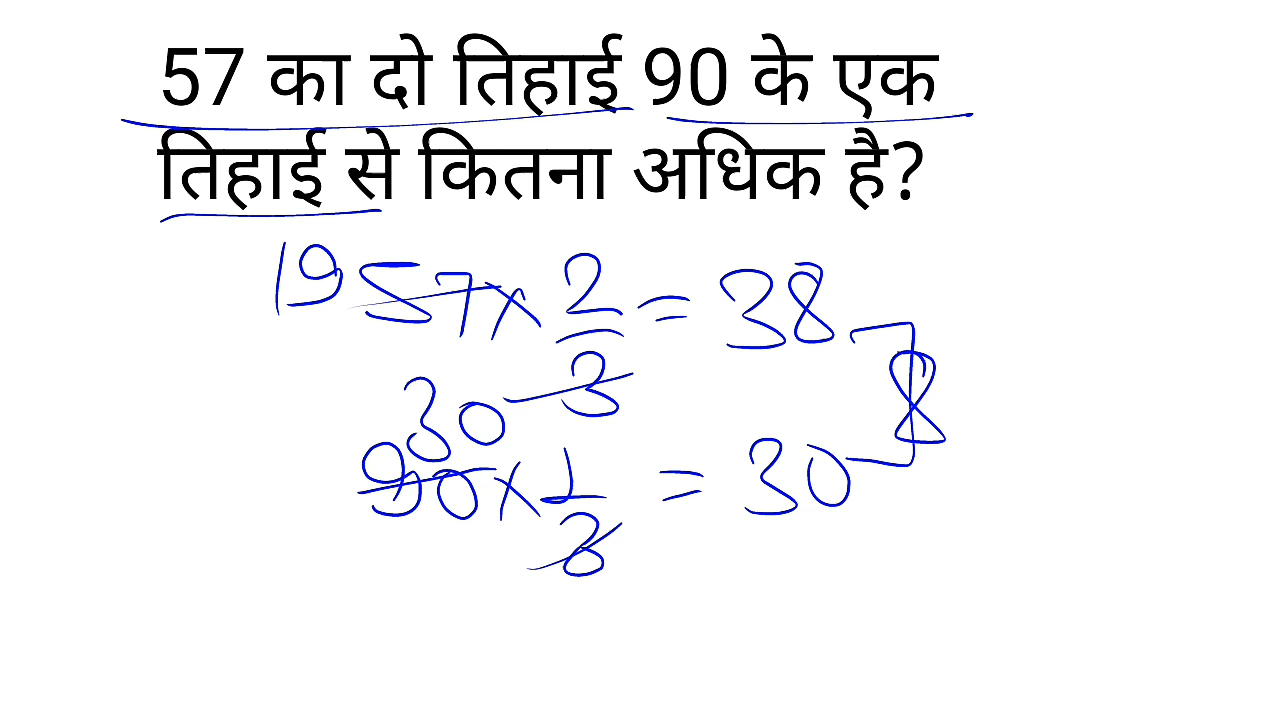 57 का दो तिहाई 90 के एक
तिहाई से कितना अधिक है?
19 57 × 2/3 = 38
8
30
90 × 1/3 = 30